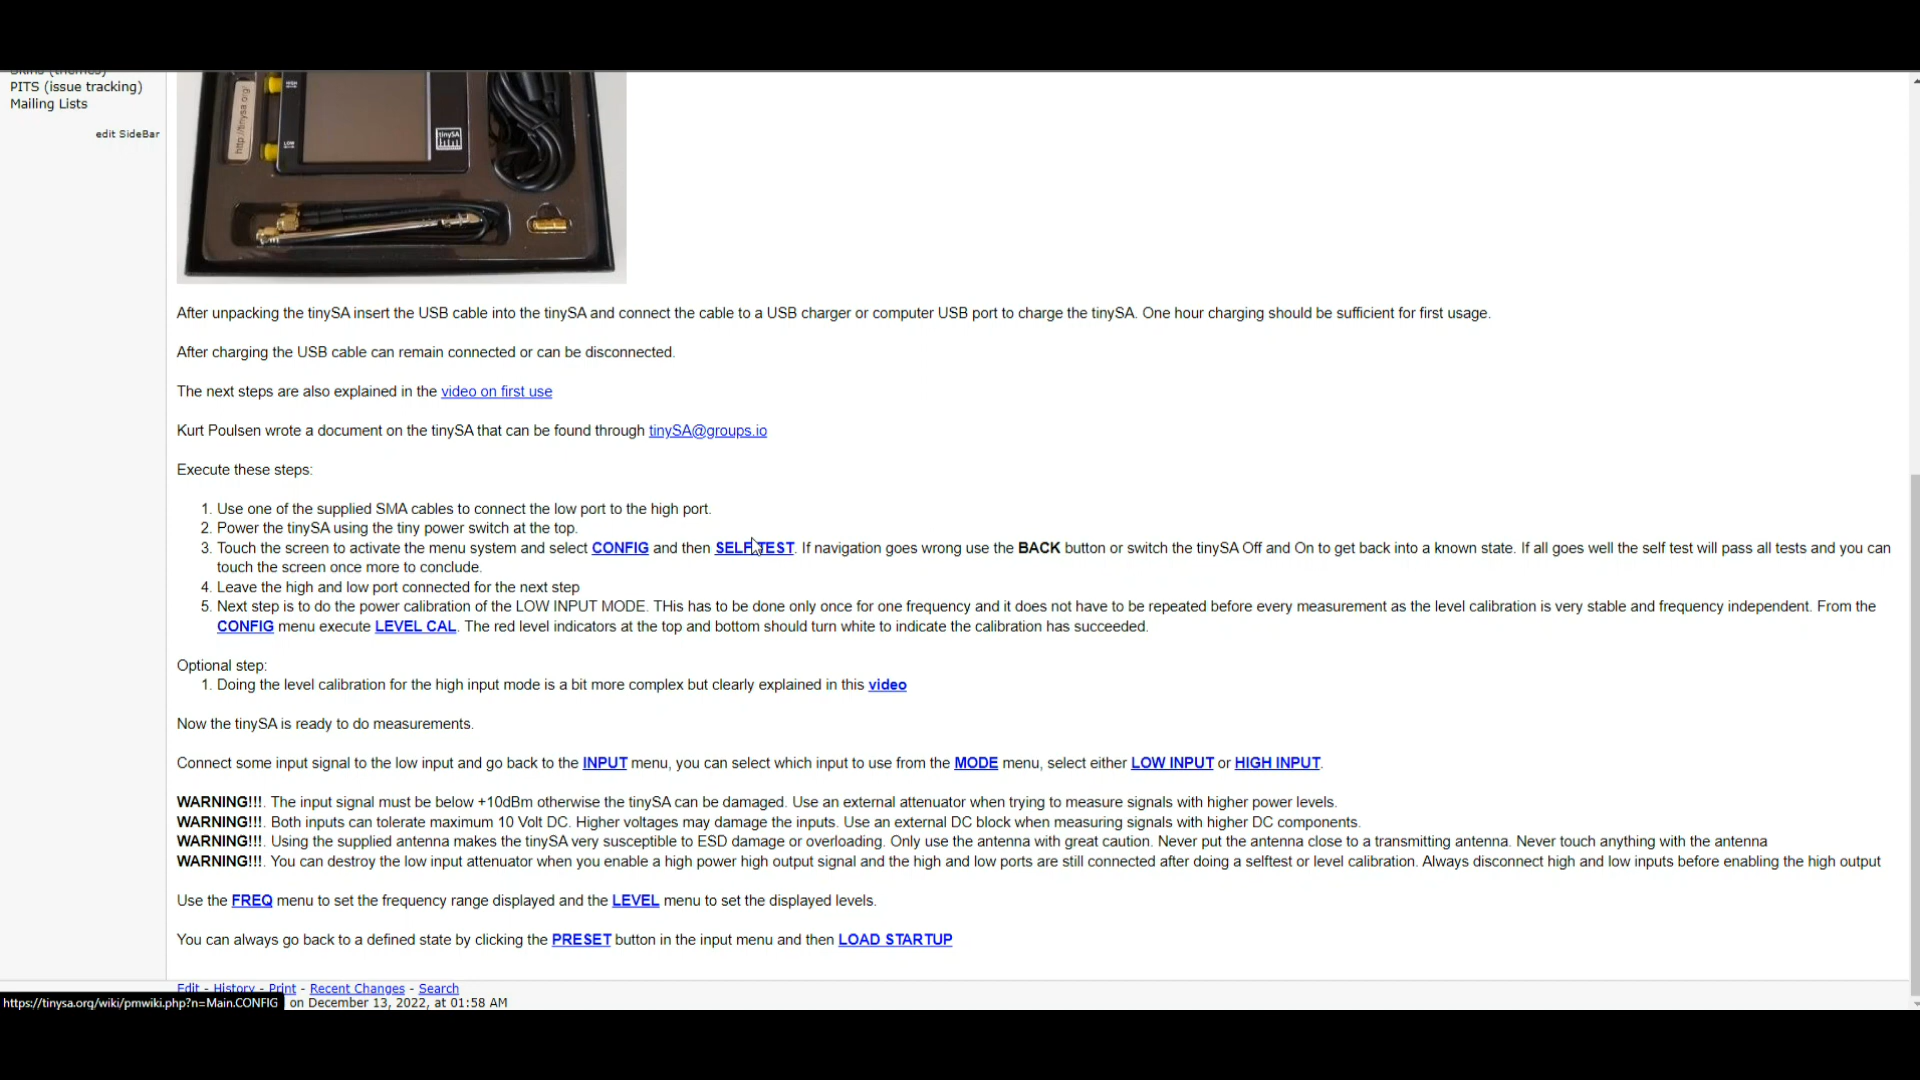 PITS (issue tracking)
Mailing Lists
edit SideBar
http://tinysa.org/
HIGH
LOW
tinySA
After unpacking the tinySA insert the USB cable into the tinySA and connect the cable to a USB charger or computer USB port to charge the tinySA. One hour charging should be sufficient for first usage.
After charging the USB cable can remain connected or can be disconnected.
The next steps are also explained in the video on first use
Kurt Poulsen wrote a document on the tinySA that can be found through tinySA@groups.io
Execute these steps:
1. Use one of the supplied SMA cables to connect the low port to the high port.
2. Power the tinySA using the tiny power switch at the top.
3. Touch the screen to activate the menu system and select CONFIG and then SELF TEST. If navigation goes wrong use the BACK button or switch the tinySA Off and On to get back into a known state. If all goes well the self test will pass all tests and you can
touch the screen once more to conclude.
4. Leave the high and low port connected for the next step
5. Next step is to do the power calibration of the LOW INPUT MODE. THis has to be done only once for one frequency and it does not have to be repeated before every measurement as the level calibration is very stable and frequency independent. From the
CONFIG menu execute LEVEL CAL. The red level indicators at the top and bottom should turn white to indicate the calibration has succeeded.
Optional step:
1. Doing the level calibration for the high input mode is a bit more complex but clearly explained in this video
Now the tinySA is ready to do measurements.
Connect some input signal to the low input and go back to the INPUT menu, you can select which input to use from the MODE menu, select either LOW INPUT or HIGH INPUT.
WARNING!!!. The input signal must be below +10dBm otherwise the tinySA can be damaged. Use an external attenuator when trying to measure signals with higher power levels.
WARNING!!!. Both inputs can tolerate maximum 10 Volt DC. Higher voltages may damage the inputs. Use an external DC block when measuring signals with higher DC components.
WARNING!!!. Using the supplied antenna makes the tinySA very susceptible to ESD damage or overloading. Only use the antenna with great caution. Never put the antenna close to a transmitting antenna. Never touch anything with the antenna
WARNING!!!. You can destroy the low input attenuator when you enable a high power high output signal and the high and low ports are still connected after doing a selftest or level calibration. Always disconnect high and low inputs before enabling the high output
Use the FREQ menu to set the frequency range displayed and the LEVEL menu to set the displayed levels.
You can always go back to a defined state by clicking the PRESET button in the input menu and then LOAD STARTUP
Edit - History - Print - Recent Changes - Search
https://tinysa.org/wiki/pmwiki.php?n=Main.CONFIG on December 13, 2022, at 01:58 AM